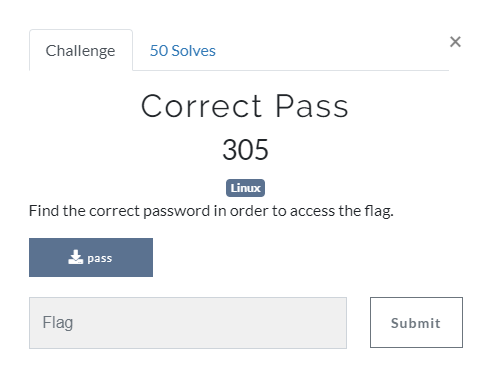 Challenge 50 Solves ×
Correct Pass
305
Linux
Find the correct password in order to access the flag.
pass
Flag Submit